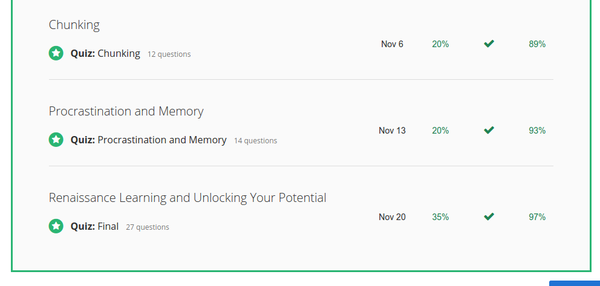 Chunking
Quiz: Chunking 12 questions Nov 6 20% 89%
Procrastination and Memory
Quiz: Procrastination and Memory 14 questions Nov 13 20% 93%
Renaissance Learning and Unlocking Your Potential
Quiz: Final 27 questions Nov 20 35% 97%